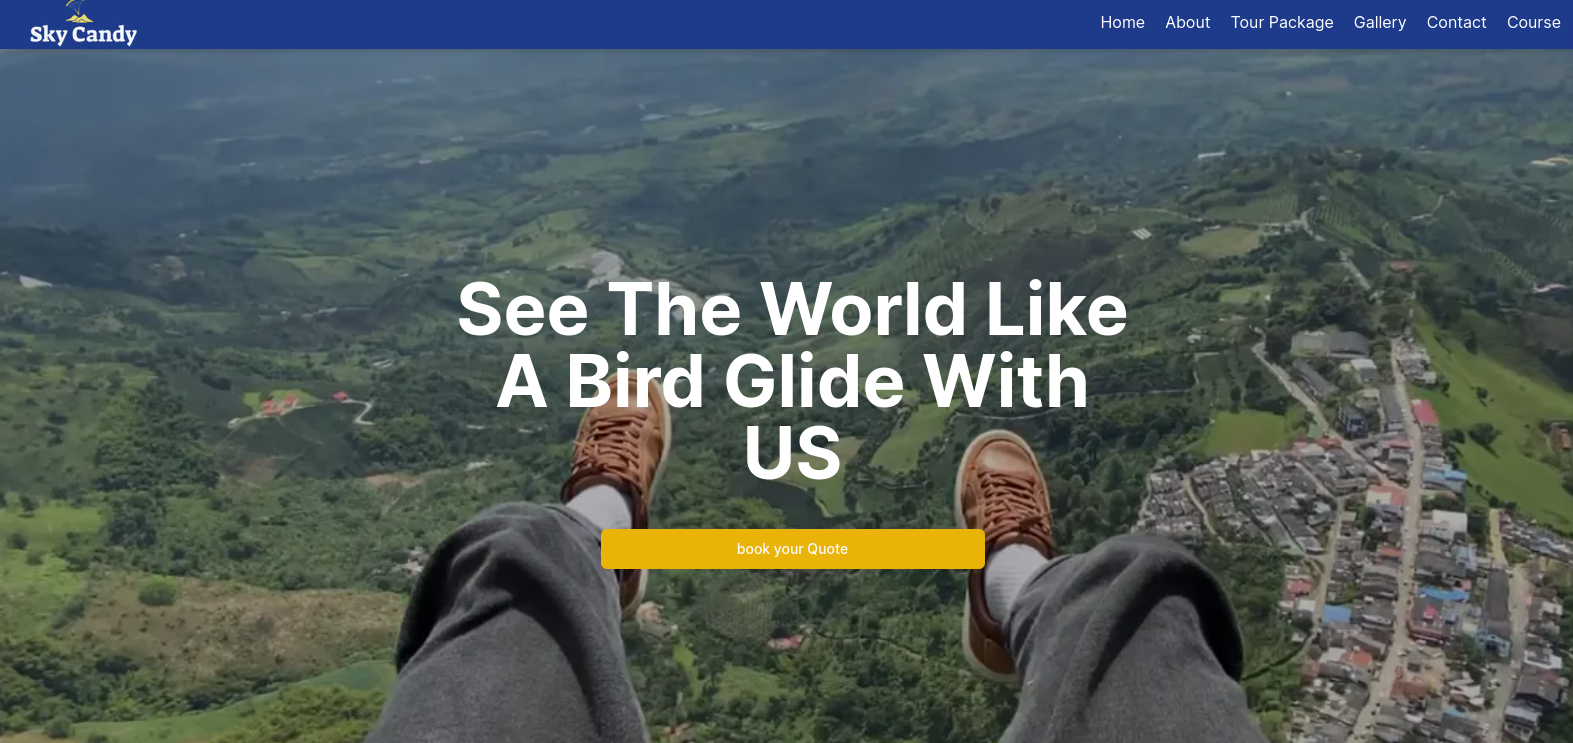 Sky Candy
Home About Tour Package Gallery Contact Course
See The World Like
A Bird Glide With
US
book your Quote